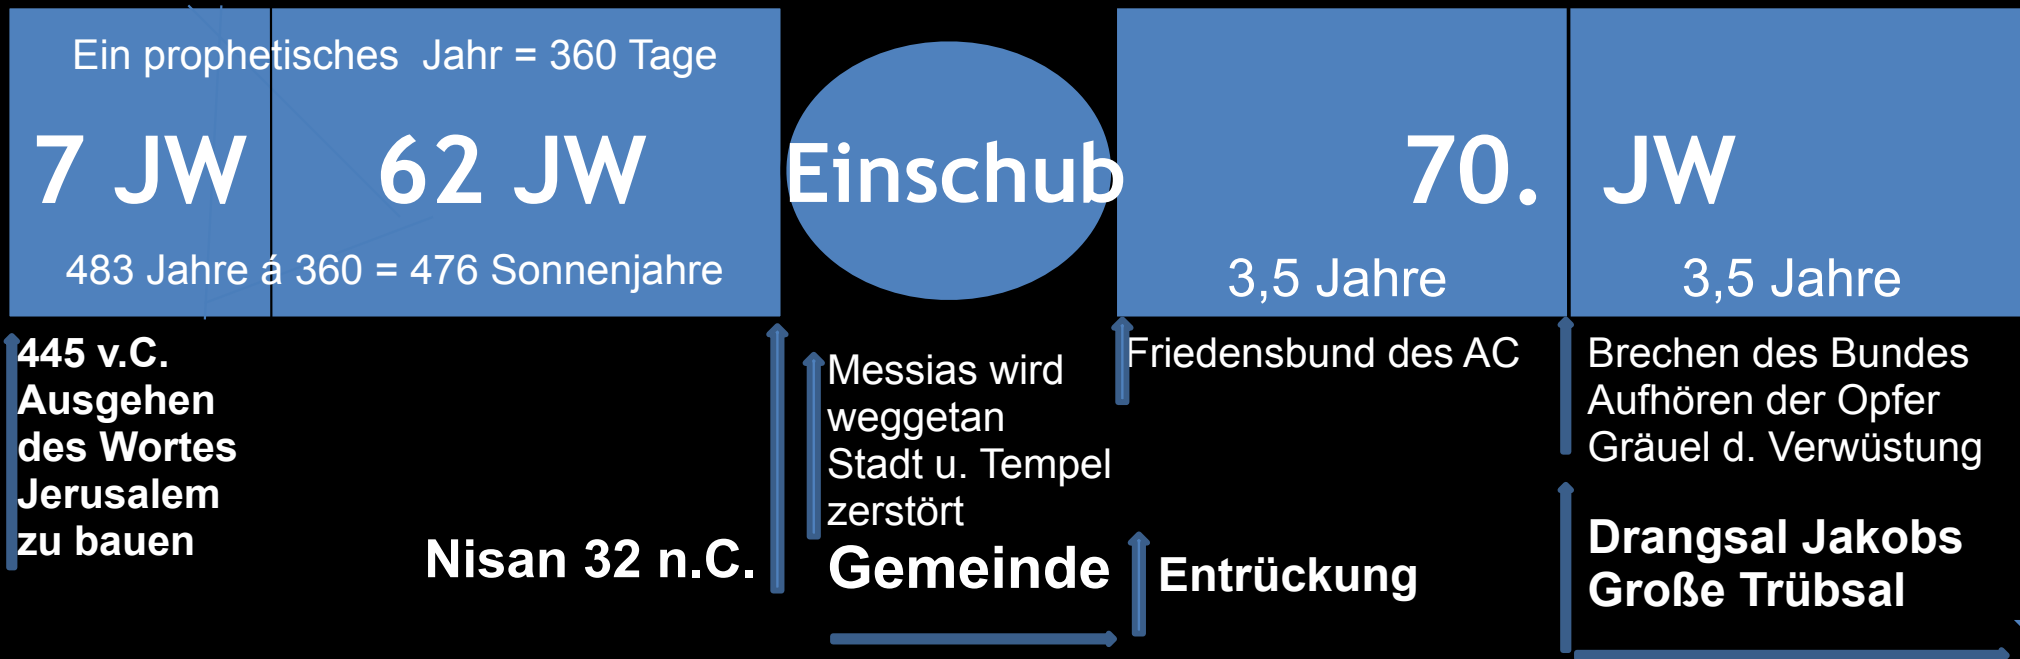 Ein prophetisches Jahr = 360 Tage
7 JW
62 JW
Einschub
70. JW
483 Jahre á 360 = 476 Sonnenjahre
3,5 Jahre
3,5 Jahre
445 v.C.
Ausgehen
des Wortes
Jerusalem
zu bauen
Nisan 32 n.C.
Messias wird
weggetan
Stadt u. Tempel
zerstört
Gemeinde
Friedensbund des AC
Entrückung
Brechen des Bundes
Aufhören der Opfer
Gräuel d. Verwüstung
Drangsal Jakobs
Große Trübsal